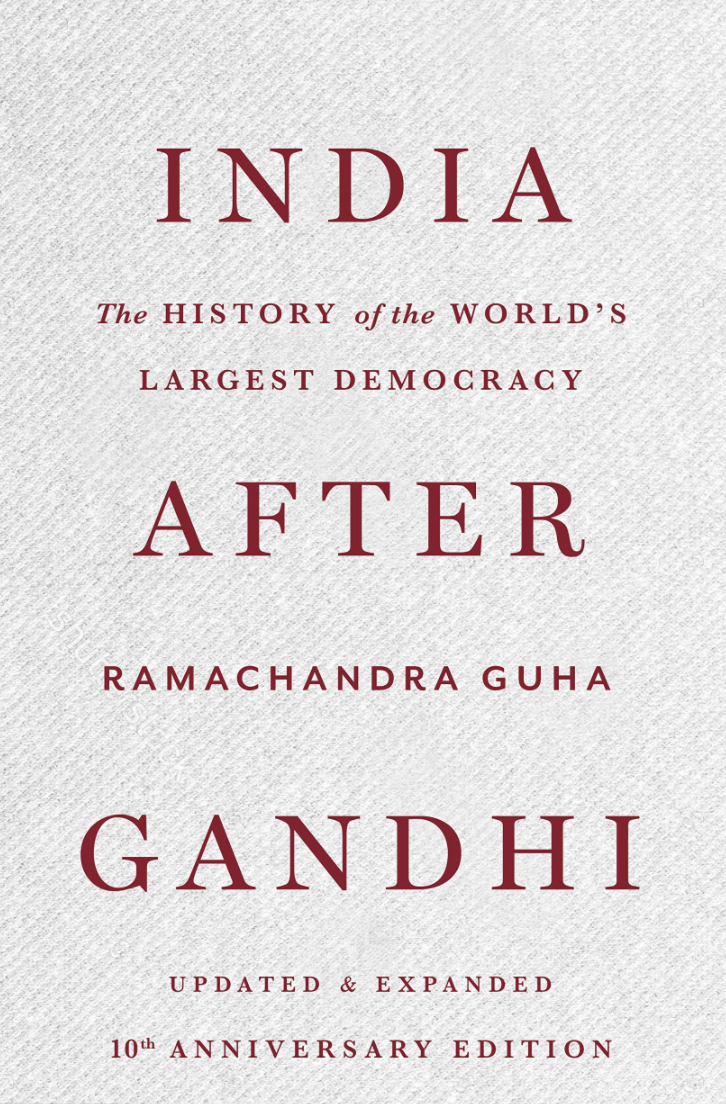 INDIA
The HISTORY of the WORLD'S
LARGEST DEMOCRACY
AFTER
RAMACHANDRA GUHA
GANDHI
UPDATED & EXPANDED
10th ANNIVERSARY EDITION